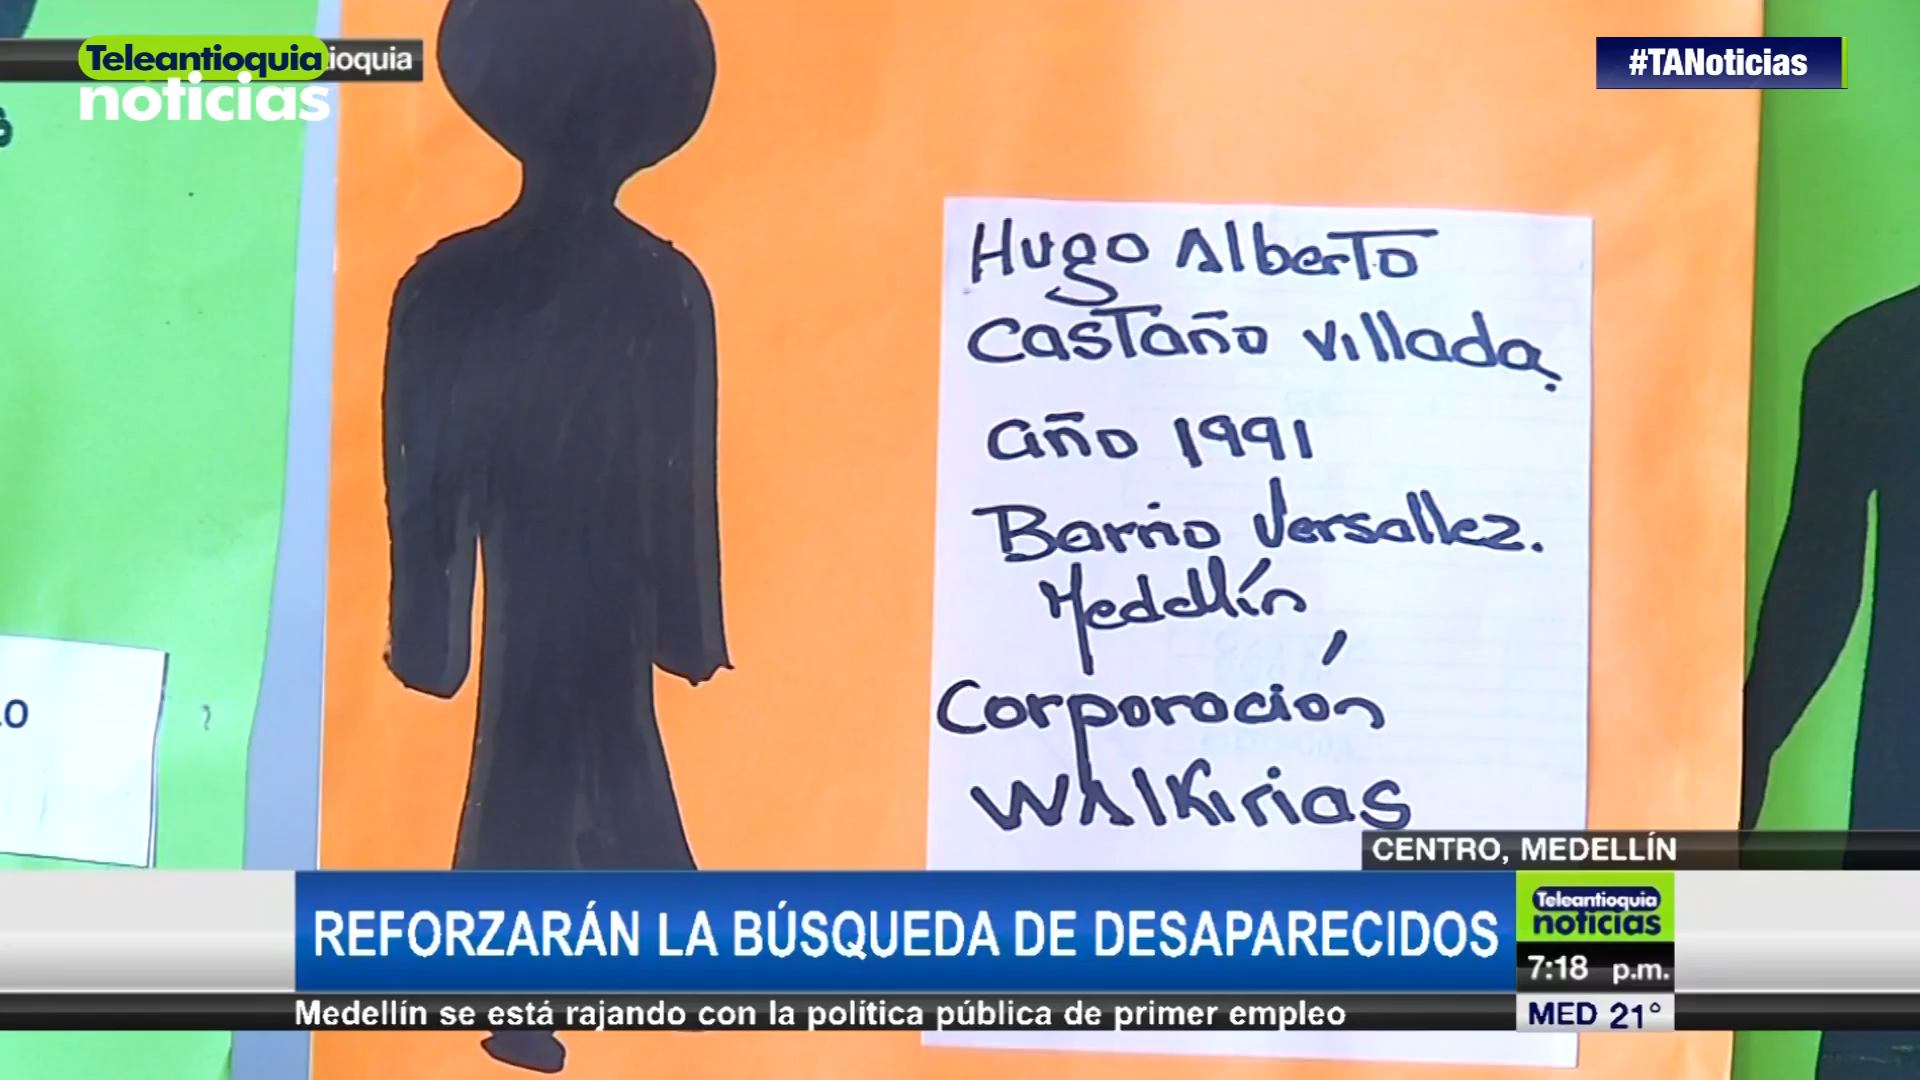 Teleantioquia
ioquia
noticias
#TANoticias
Hugo Alberto
Castaño Villada
año 1991
Barrio Versallez.
Medellín
Corporación
Walkirias
LO
CENTRO, MEDELLÍN
REFORZARÁN LA BÚSQUEDA DE DESAPARECIDOS
Teleantioquia
noticias
7:18 p.m.
Medellín se está rajando con la política pública de primer empleo
MED 21°